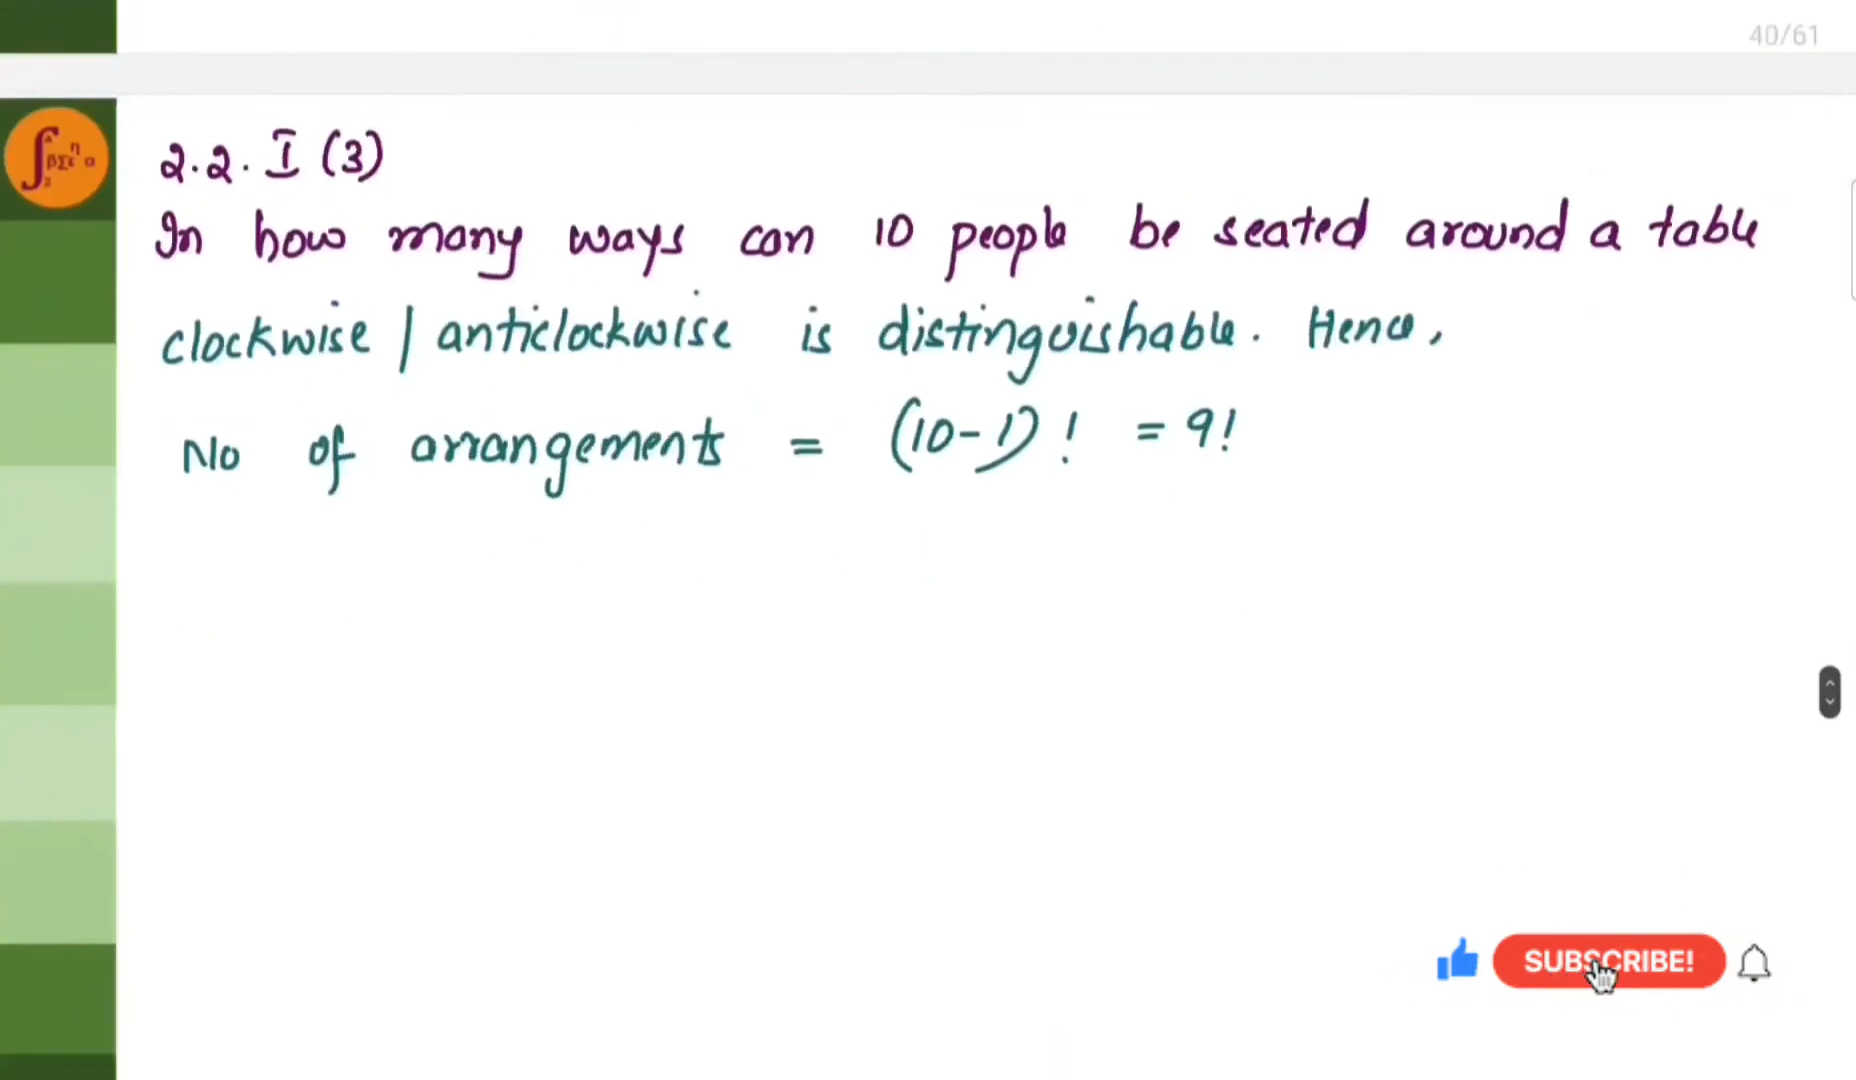 40/61
2.2. I (3)
In how many ways can 10 people be seated around a table
clockwise / anticlockwise is distinguishable. Hence,
No of arrangements = (10-1)! = 9!
SUBSCRIBE!